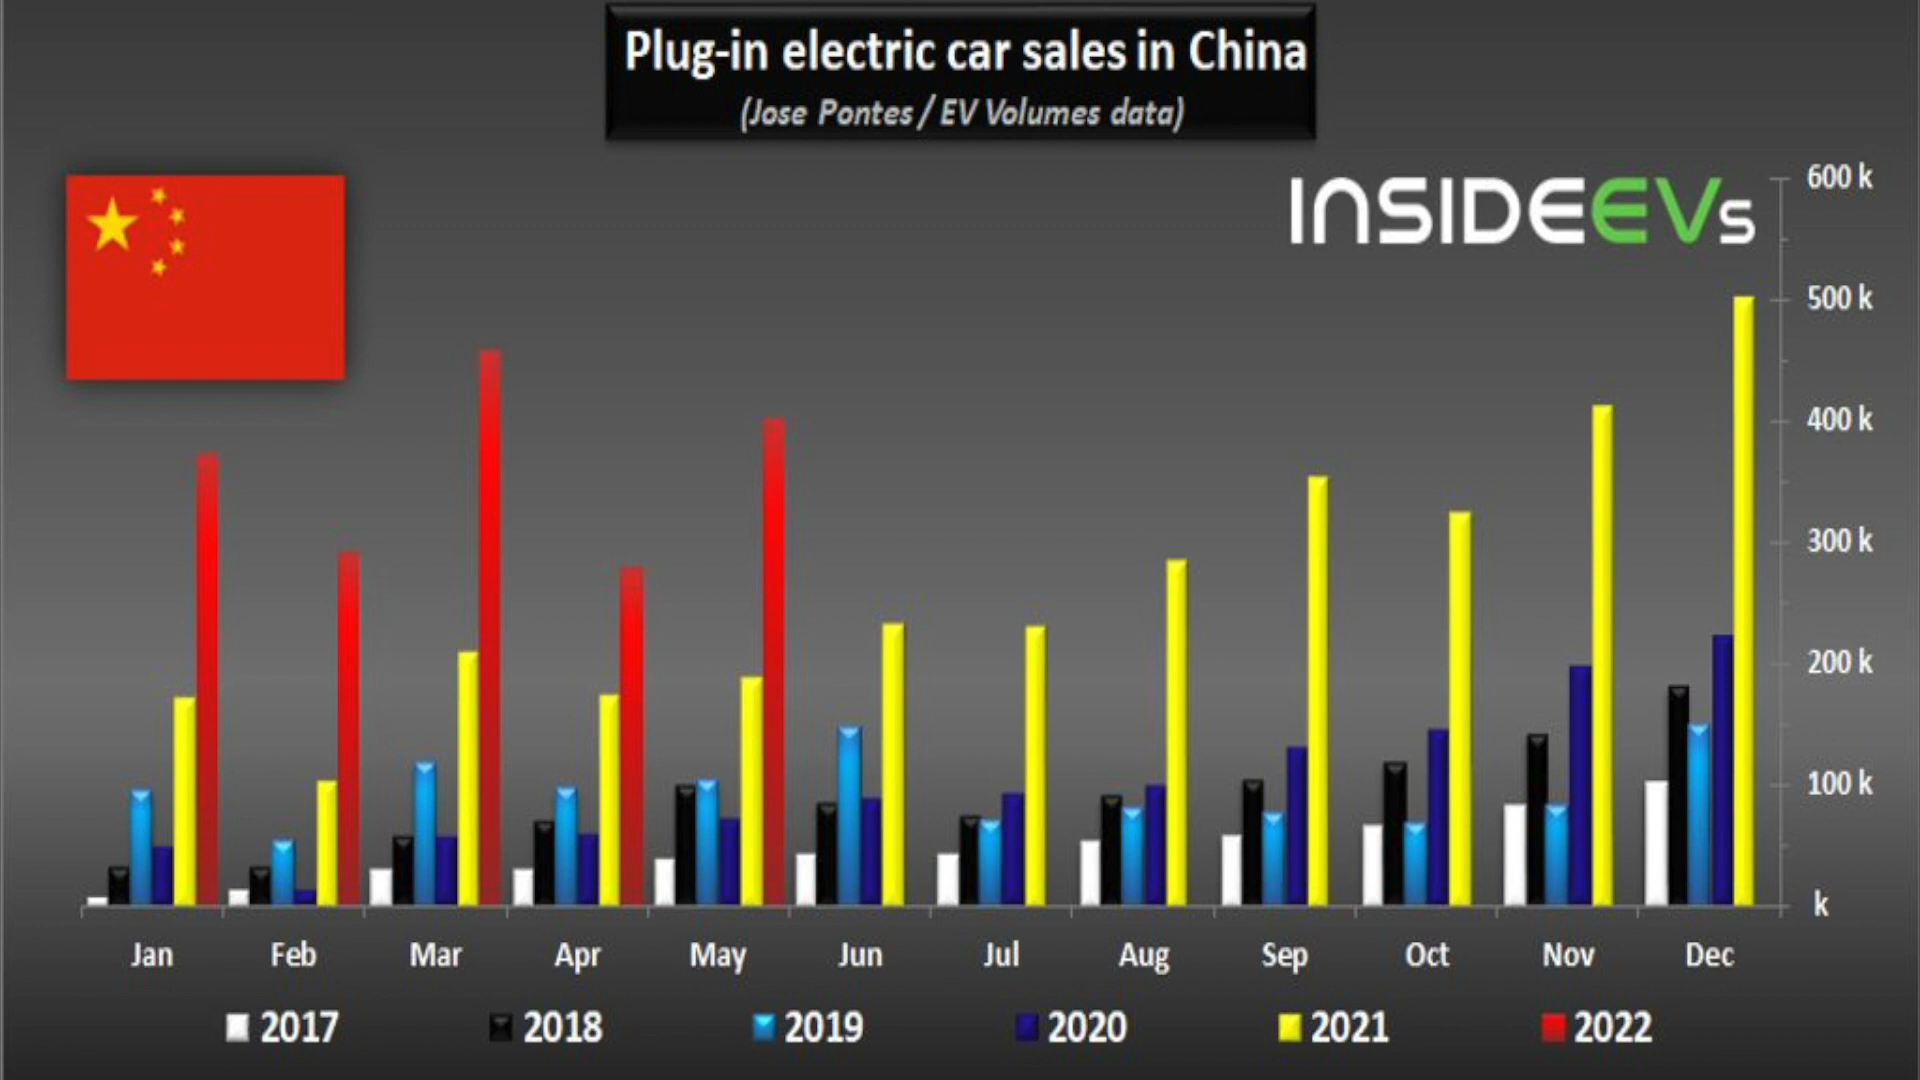 Plug-in electric car sales in China
(Jose Pontes / EV Volumes data)
INSIDEEVs
600 k
500 k
400 k
300 k
200 k
100 k
k
Jan Feb Mar Apr May Jun Jul Aug Sep Oct Nov Dec
2017 2018 2019 2020 2021 2022